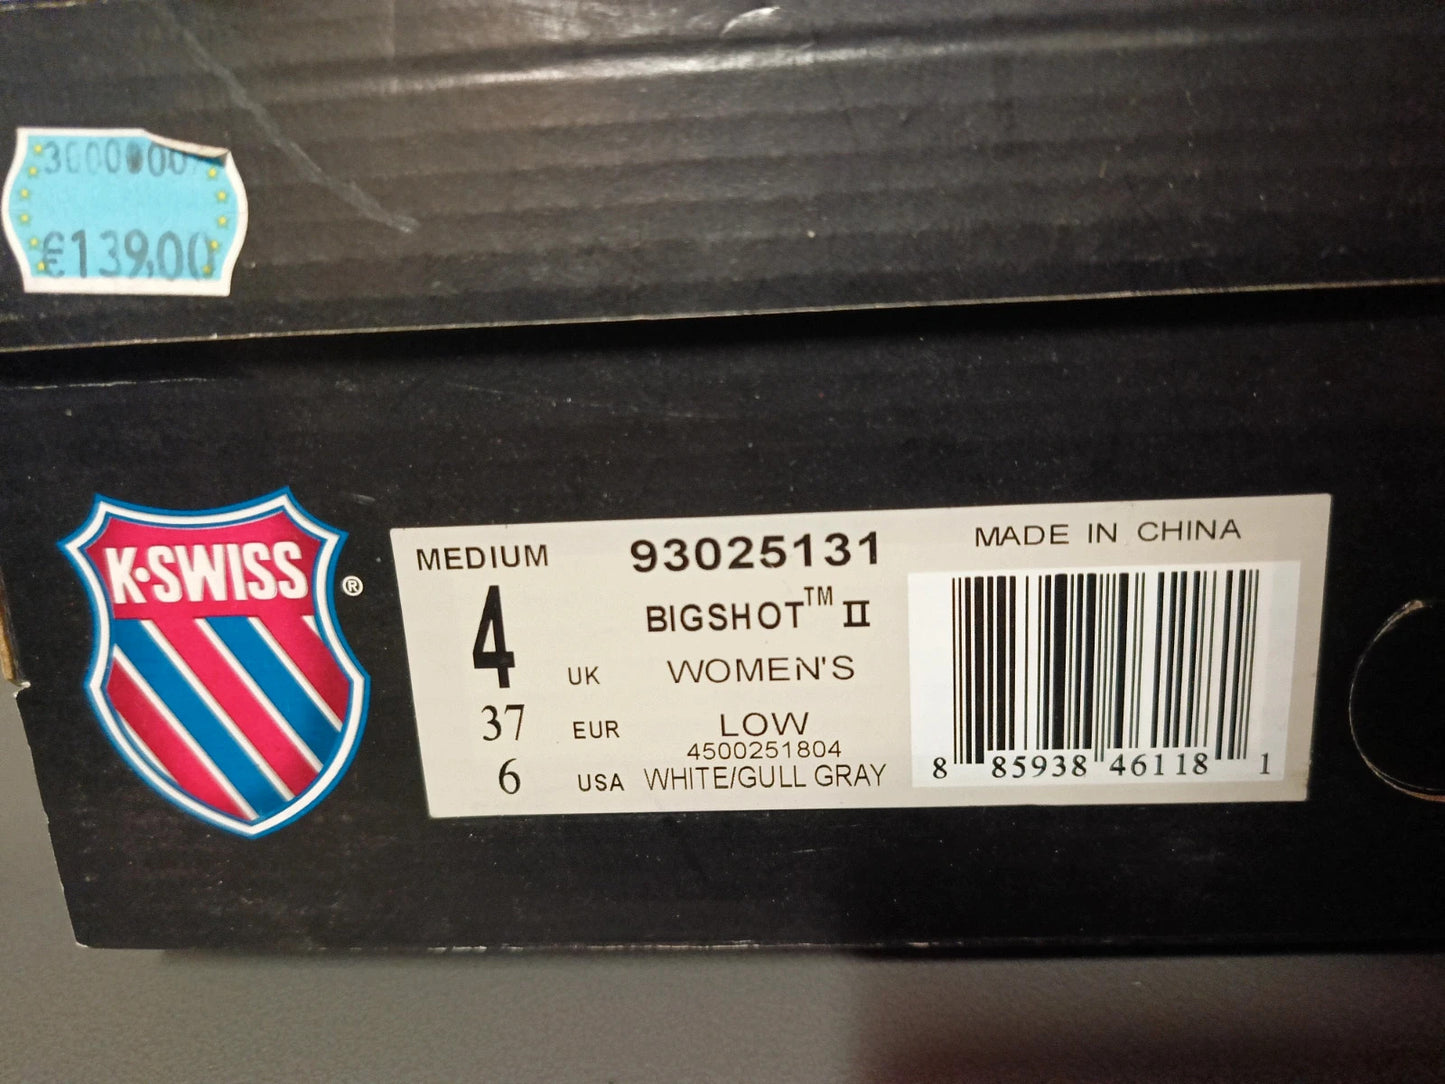 €139,00
K·SWISS
®
MEDIUM
4 UK
37 EUR
6 USA
93025131
BIGSHOT™ II
WOMEN'S
LOW
4500251804
WHITE/GULL GRAY
MADE IN CHINA
8 85938 46118 1